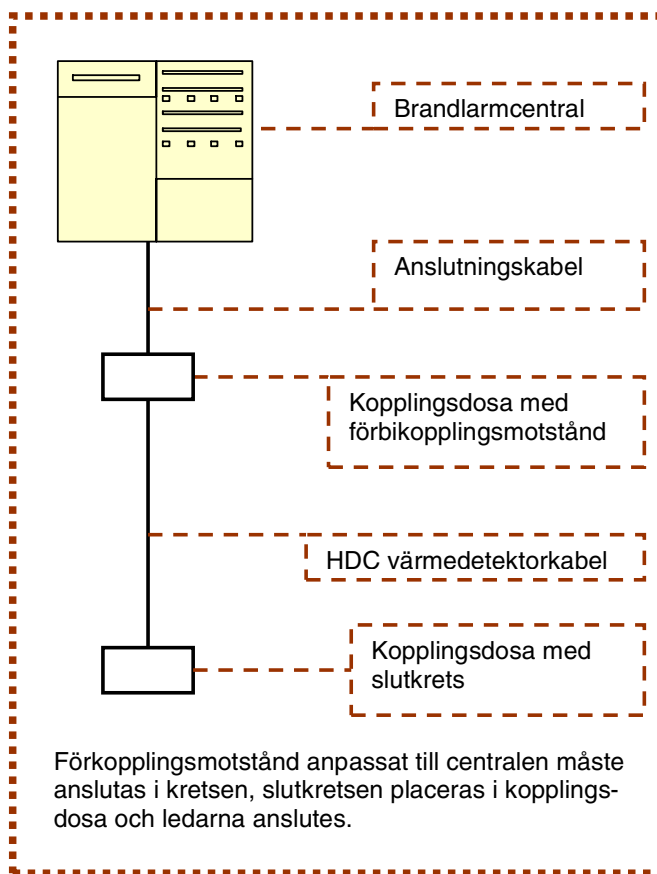 Brandlarmcentral
Anslutningskabel
Kopplingsdosa med
förbikopplingsmotstånd
HDC värmedetektorkabel
Kopplingsdosa med
slutkrets
Förkopplingsmotstånd anpassat till centralen måste
anslutas i kretsen, slutkretsen placeras i kopplings-
dosa och ledarna anslutes.